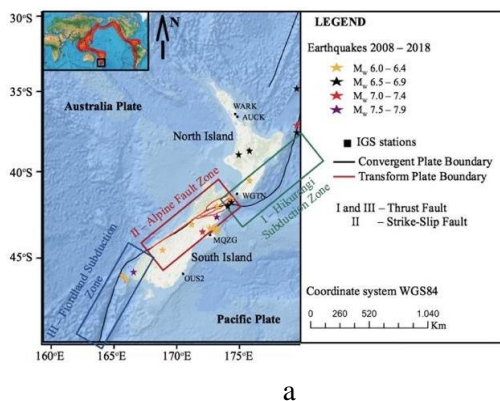 30°S
N
Australia Plate
35°S
WARK
AUCK
North Island
40°S
II – Alpine Fault Zone
WGTN
I – Hikurangi
Subduction Zone
MQZG
45°S
South Island
III – Fiordland Subduction
Zone
OUS2
Pacific Plate
160°E
165°E
170°E
175°E
LEGEND
Earthquakes 2008 – 2018
Mw 6.0 – 6.4
Mw 6.5 – 6.9
Mw 7.0 – 7.4
Mw 7.5 – 7.9
IGS stations
Convergent Plate Boundary
Transform Plate Boundary
I and III – Thrust Fault
II – Strike-Slip Fault
Coordinate system WGS84
0 260 520 1.040
Km
a